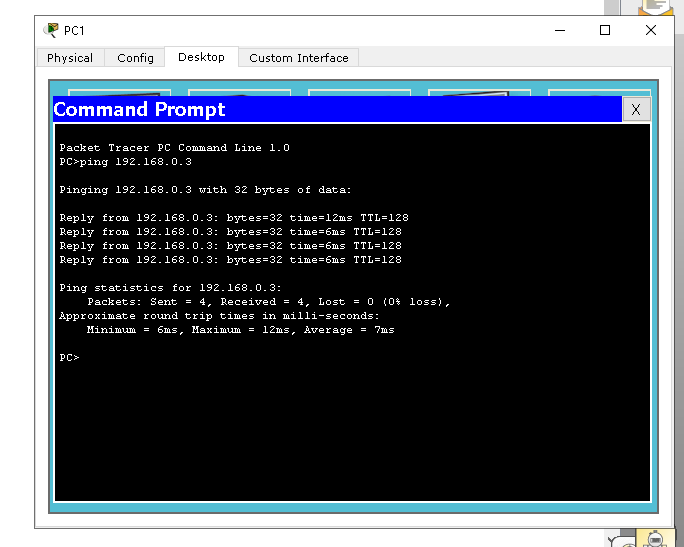 PC1
Physical Config Desktop Custom Interface
Command Prompt X
Packet Tracer PC Command Line 1.0
PC>ping 192.168.0.3
Pinging 192.168.0.3 with 32 bytes of data:
Reply from 192.168.0.3: bytes=32 time=12ms TTL=128
Reply from 192.168.0.3: bytes=32 time=6ms TTL=128
Reply from 192.168.0.3: bytes=32 time=6ms TTL=128
Reply from 192.168.0.3: bytes=32 time=6ms TTL=128
Ping statistics for 192.168.0.3:
Packets: Sent = 4, Received = 4, Lost = 0 (0% loss),
Approximate round trip times in milli-seconds:
Minimum = 6ms, Maximum = 12ms, Average = 7ms
PC>